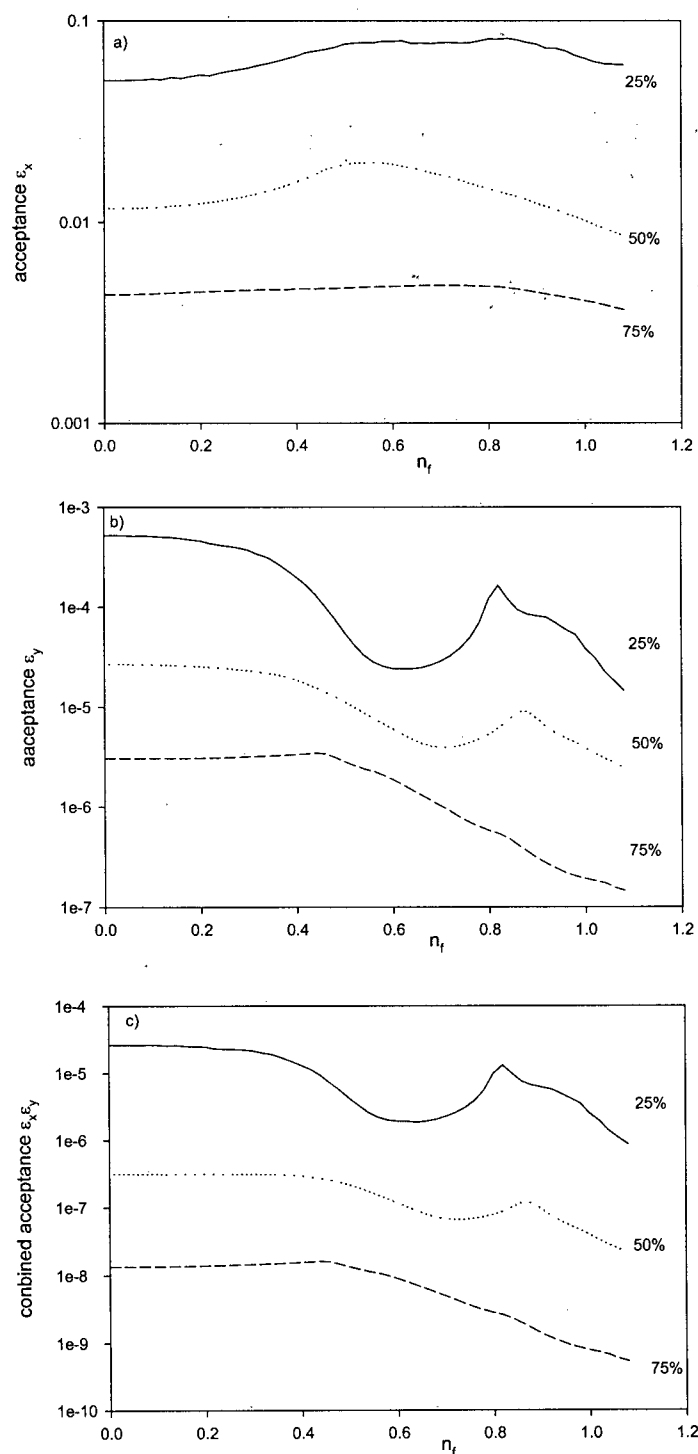 a)
0.1
0.01
0.001
acceptance εx
25%
50%
75%
0.0 0.2 0.4 0.6 0.8 1.0 1.2
nf
b)
1e-3
1e-4
1e-5
1e-6
1e-7
aaceptance εy
25%
50%
75%
0.0 0.2 0.4 0.6 0.8 1.0 1.2
nf
c)
1e-4
1e-5
1e-6
1e-7
1e-8
1e-9
1e-10
conbined acceptance εxεy
25%
50%
75%
0.0 0.2 0.4 0.6 0.8 1.0 1.2
nf